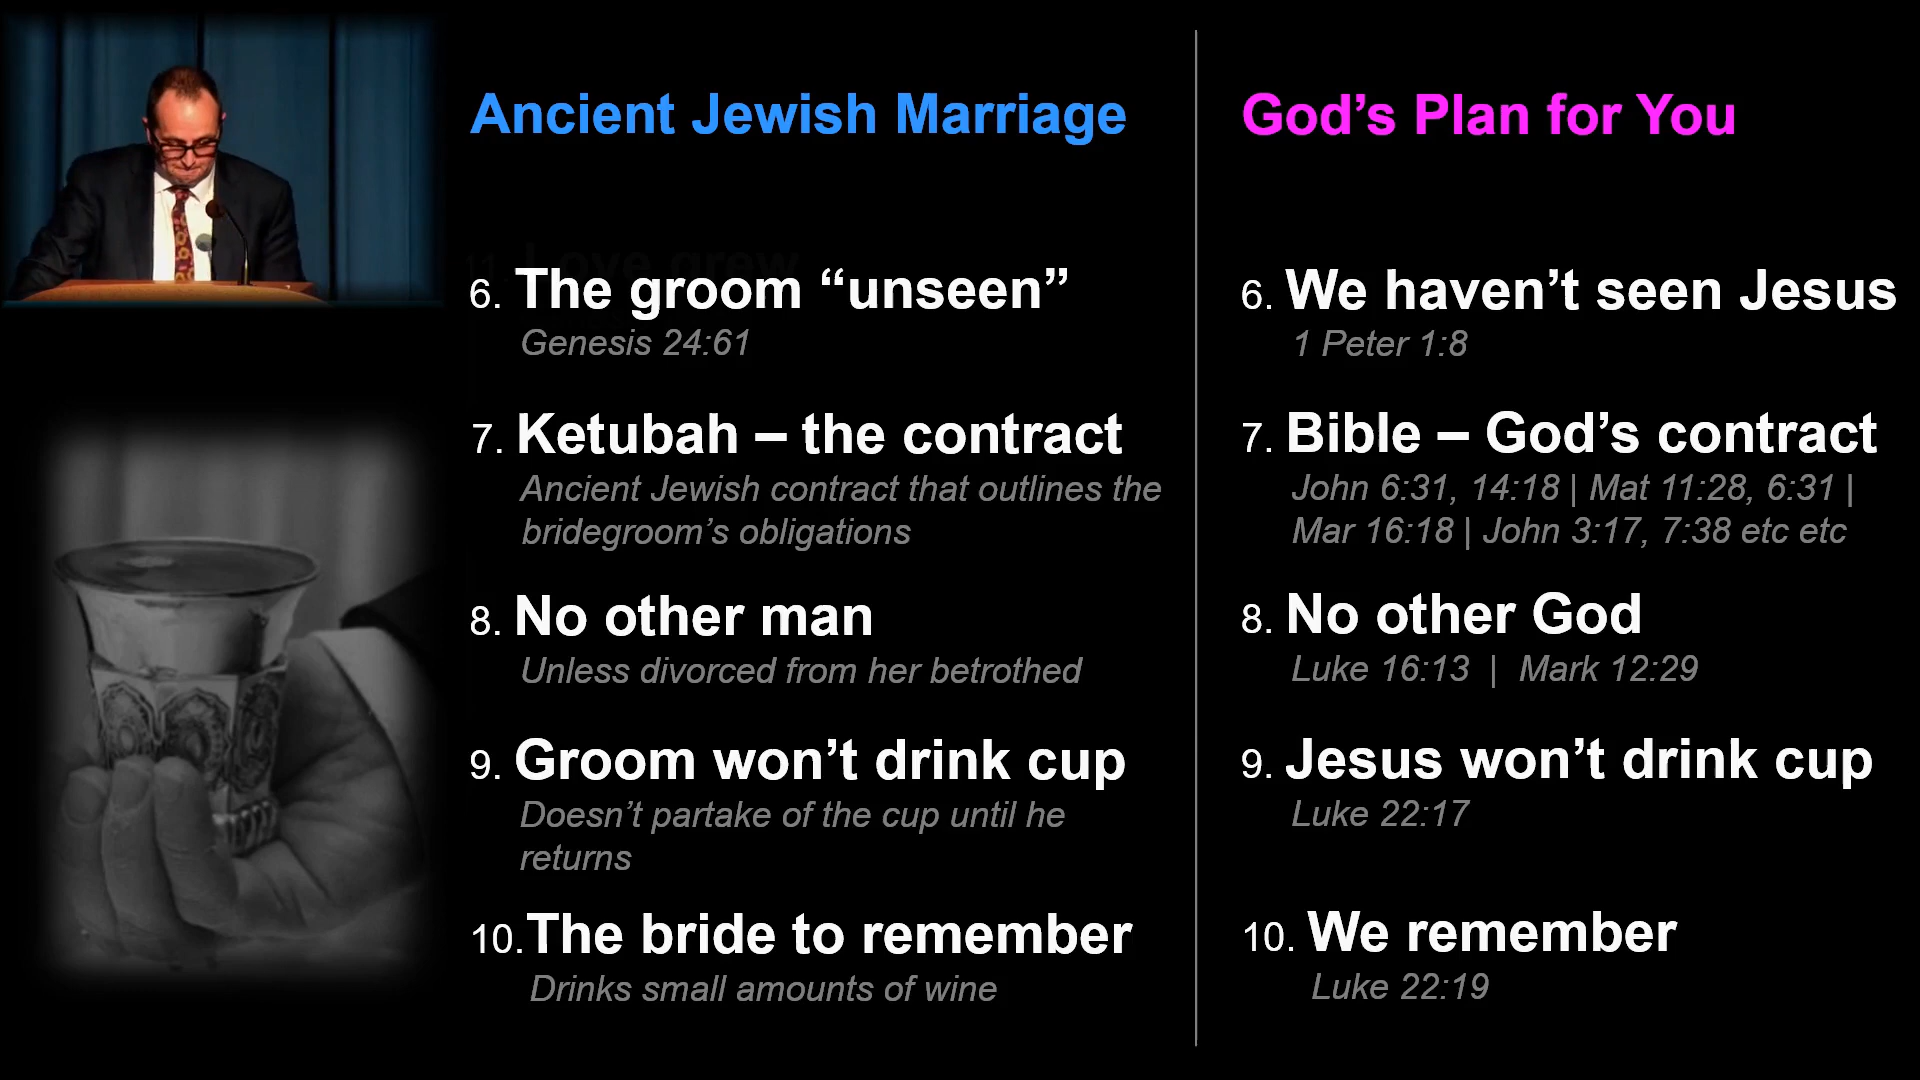 Ancient Jewish Marriage
11. Love grew
6. The groom “unseen”
Genesis 24:61
7. Ketubah – the contract
Ancient Jewish contract that outlines the
bridegroom’s obligations
8. No other man
Unless divorced from her betrothed
9. Groom won’t drink cup
Doesn’t partake of the cup until he
returns
10. The bride to remember
Drinks small amounts of wine
God’s Plan for You
6. We haven’t seen Jesus
1 Peter 1:8
7. Bible – God’s contract
John 6:31, 14:18 | Mat 11:28, 6:31 |
Mar 16:18 | John 3:17, 7:38 etc etc
8. No other God
Luke 16:13 | Mark 12:29
9. Jesus won’t drink cup
Luke 22:17
10. We remember
Luke 22:19